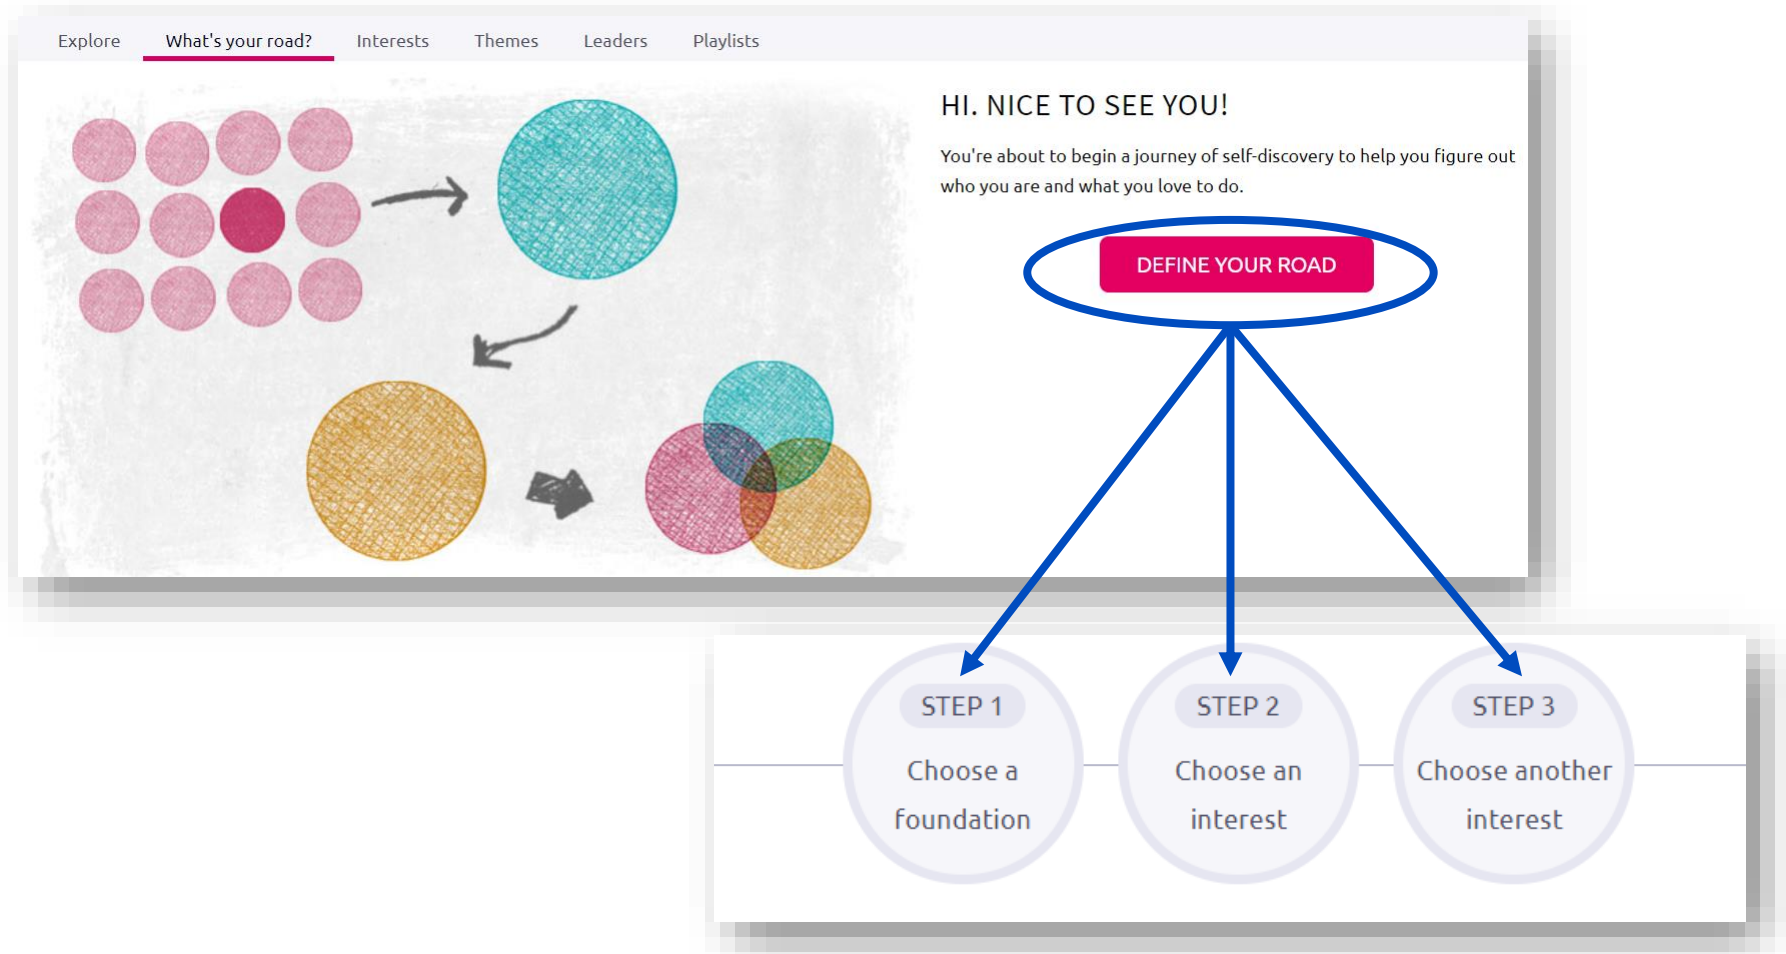 Explore What's your road? Interests Themes Leaders Playlists
HI. NICE TO SEE YOU!
You're about to begin a journey of self-discovery to help you figure out
who you are and what you love to do.
DEFINE YOUR ROAD
STEP 1
Choose a
foundation
STEP 2
Choose an
interest
STEP 3
Choose another
interest